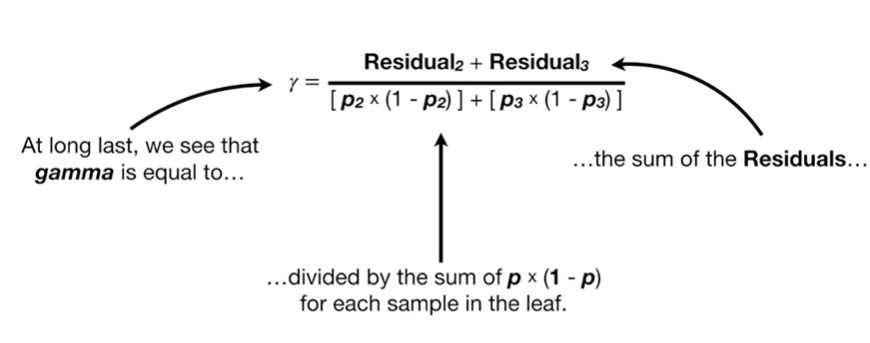 Residual₂ + Residual₃
γ =
[ p₂ × (1 - p₂) ] + [ p₃ × (1 - p₃) ]
At long last, we see that
gamma is equal to…
…the sum of the Residuals…
…divided by the sum of p × (1 - p)
for each sample in the leaf.